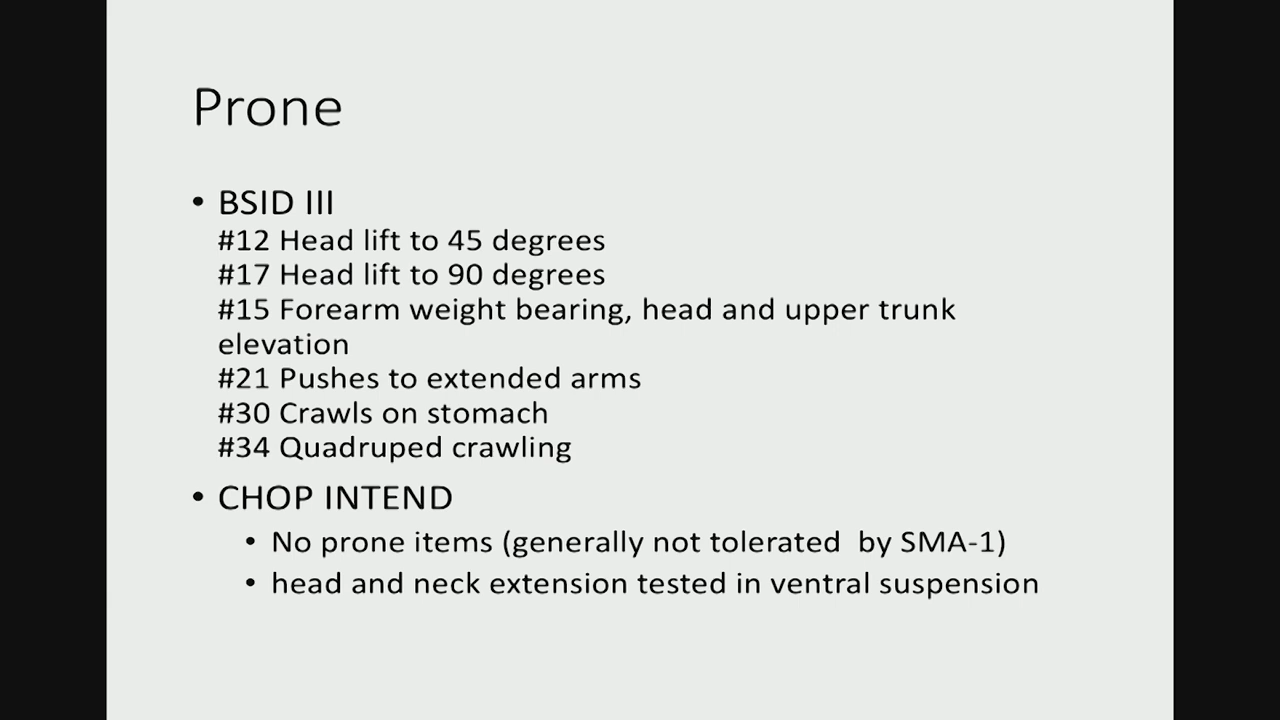 Prone
• BSID III
#12 Head lift to 45 degrees
#17 Head lift to 90 degrees
#15 Forearm weight bearing, head and upper trunk
elevation
#21 Pushes to extended arms
#30 Crawls on stomach
#34 Quadruped crawling
• CHOP INTEND
• No prone items (generally not tolerated by SMA-1)
• head and neck extension tested in ventral suspension